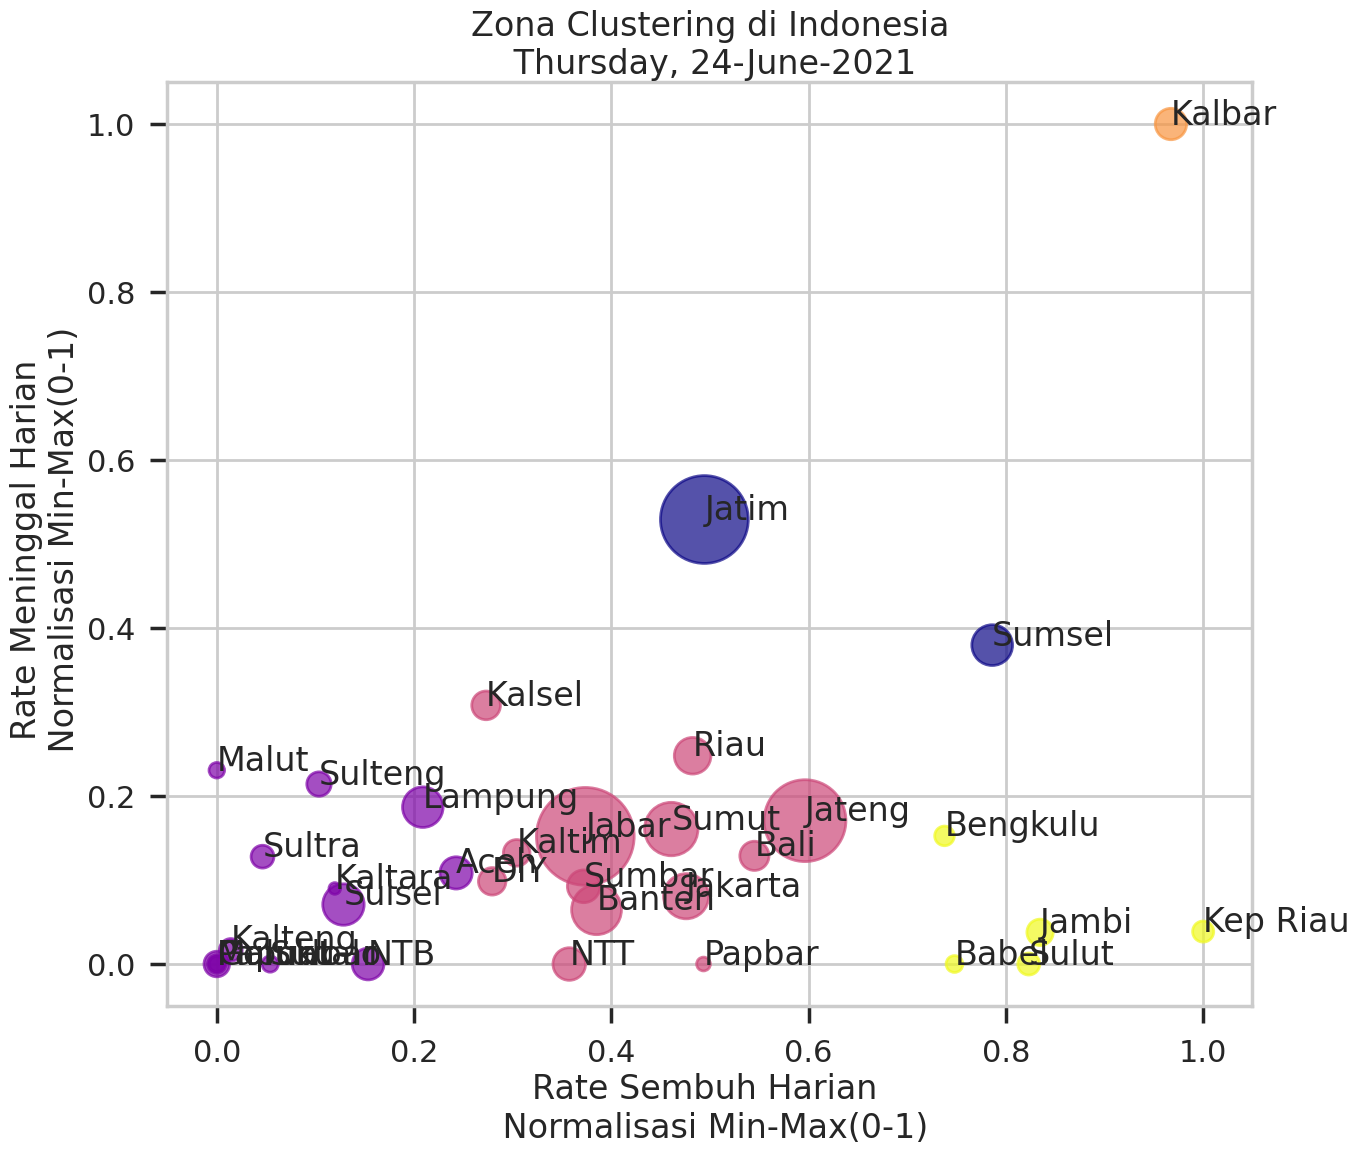 Zona Clustering di Indonesia
Thursday, 24-June-2021
Rate Meninggal Harian
Normalisasi Min-Max(0-1)
1.0
0.8
0.6
0.4
0.2
0.0
Kalbar
Jatim
Sumsel
Kalsel
Riau
Malut
Sulteng
Lampung
Jabar
Sumut
Jateng
Bengkulu
Kaltim
Bali
Sultra
Aceh
DIY
Sumbar
Kaltara
Sulsel
Banten
Jakarta
Kalteng
Jambi
Kep Riau
NTB
NTT
Papbar
Babel
Sulut
0.0
0.2
0.4
0.6
0.8
1.0
Rate Sembuh Harian
Normalisasi Min-Max(0-1)